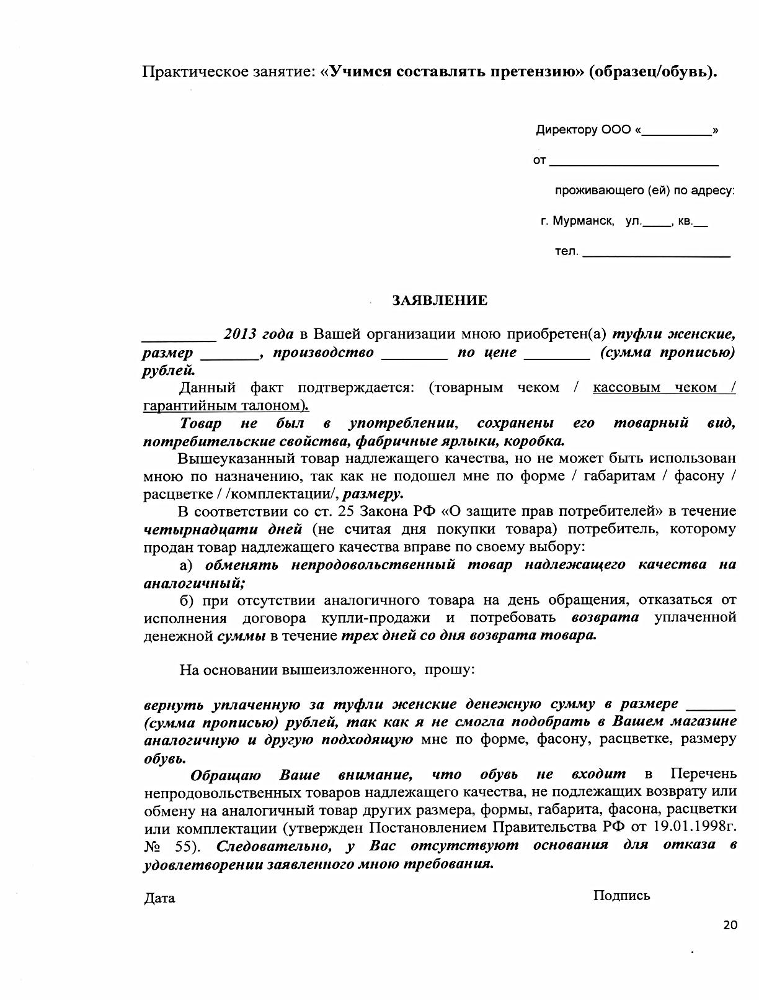 Практическое занятие: «Учимся составлять претензию» (образец/обувь).
Директору ООО «__________»
от ________________________
проживающего (ей) по адресу:
г. Мурманск, ул.____, кв.__
тел. _____________________
ЗАЯВЛЕНИЕ
_________ 2013 года в Вашей организации мною приобретен(а) туфли женские,
размер _______, производство ________ по цене ________ (сумма прописью)
рублей.
Данный факт подтверждается: (товарным чеком / кассовым чеком /
гарантийным талоном).
Товар не был в употреблении, сохранены его товарный вид,
потребительские свойства, фабричные ярлыки, коробка.
Вышеуказанный товар надлежащего качества, но не может быть использован
мною по назначению, так как не подошел мне по форме / габаритам / фасону /
расцветке / /комплектации/, размеру.
В соответствии со ст. 25 Закона РФ «О защите прав потребителей» в течение
четырнадцати дней (не считая дня покупки товара) потребитель, которому
продан товар надлежащего качества вправе по своему выбору:
а) обменять непродовольственный товар надлежащего качества на
аналогичный;
б) при отсутствии аналогичного товара на день обращения, отказаться от
исполнения договора купли-продажи и потребовать возврата уплаченной
денежной суммы в течение трех дней со дня возврата товара.
На основании вышеизложенного, прошу:
вернуть уплаченную за туфли женские денежную сумму в размере ______
(сумма прописью) рублей, так как я не смогла подобрать в Вашем магазине
аналогичную и другую подходящую мне по форме, фасону, расцветке, размеру
обувь.
Обращаю Ваше внимание, что обувь не входит в Перечень
непродовольственных товаров надлежащего качества, не подлежащих возврату или
обмену на аналогичный товар других размера, формы, габарита, фасона, расцветки
или комплектации (утвержден Постановлением Правительства РФ от 19.01.1998г.
№ 55). Следовательно, у Вас отсутствуют основания для отказа в
удовлетворении заявленного мною требования.
Дата Подпись
20